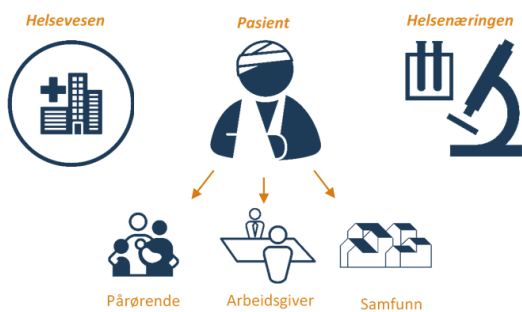 Helsevesen
Pasient
Helsenæringen
Pårørende
Arbeidsgiver
Samfunn